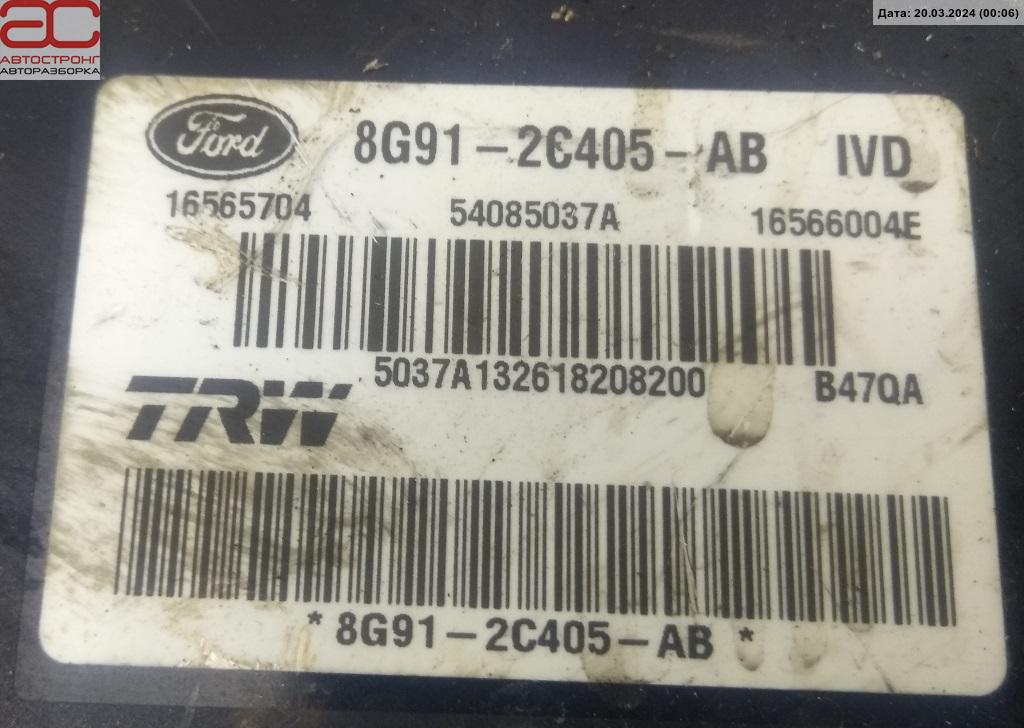 АС
АВТОСТРОНГ
АВТОРАЗБОРКА
Дата: 20.03.2024 (00:06)
Ford 8G91-2C405-AB IVD
16565704 54085037A 16566004E
5037A132618208200 B47QA
TRW
*8G91-2C405-AB*